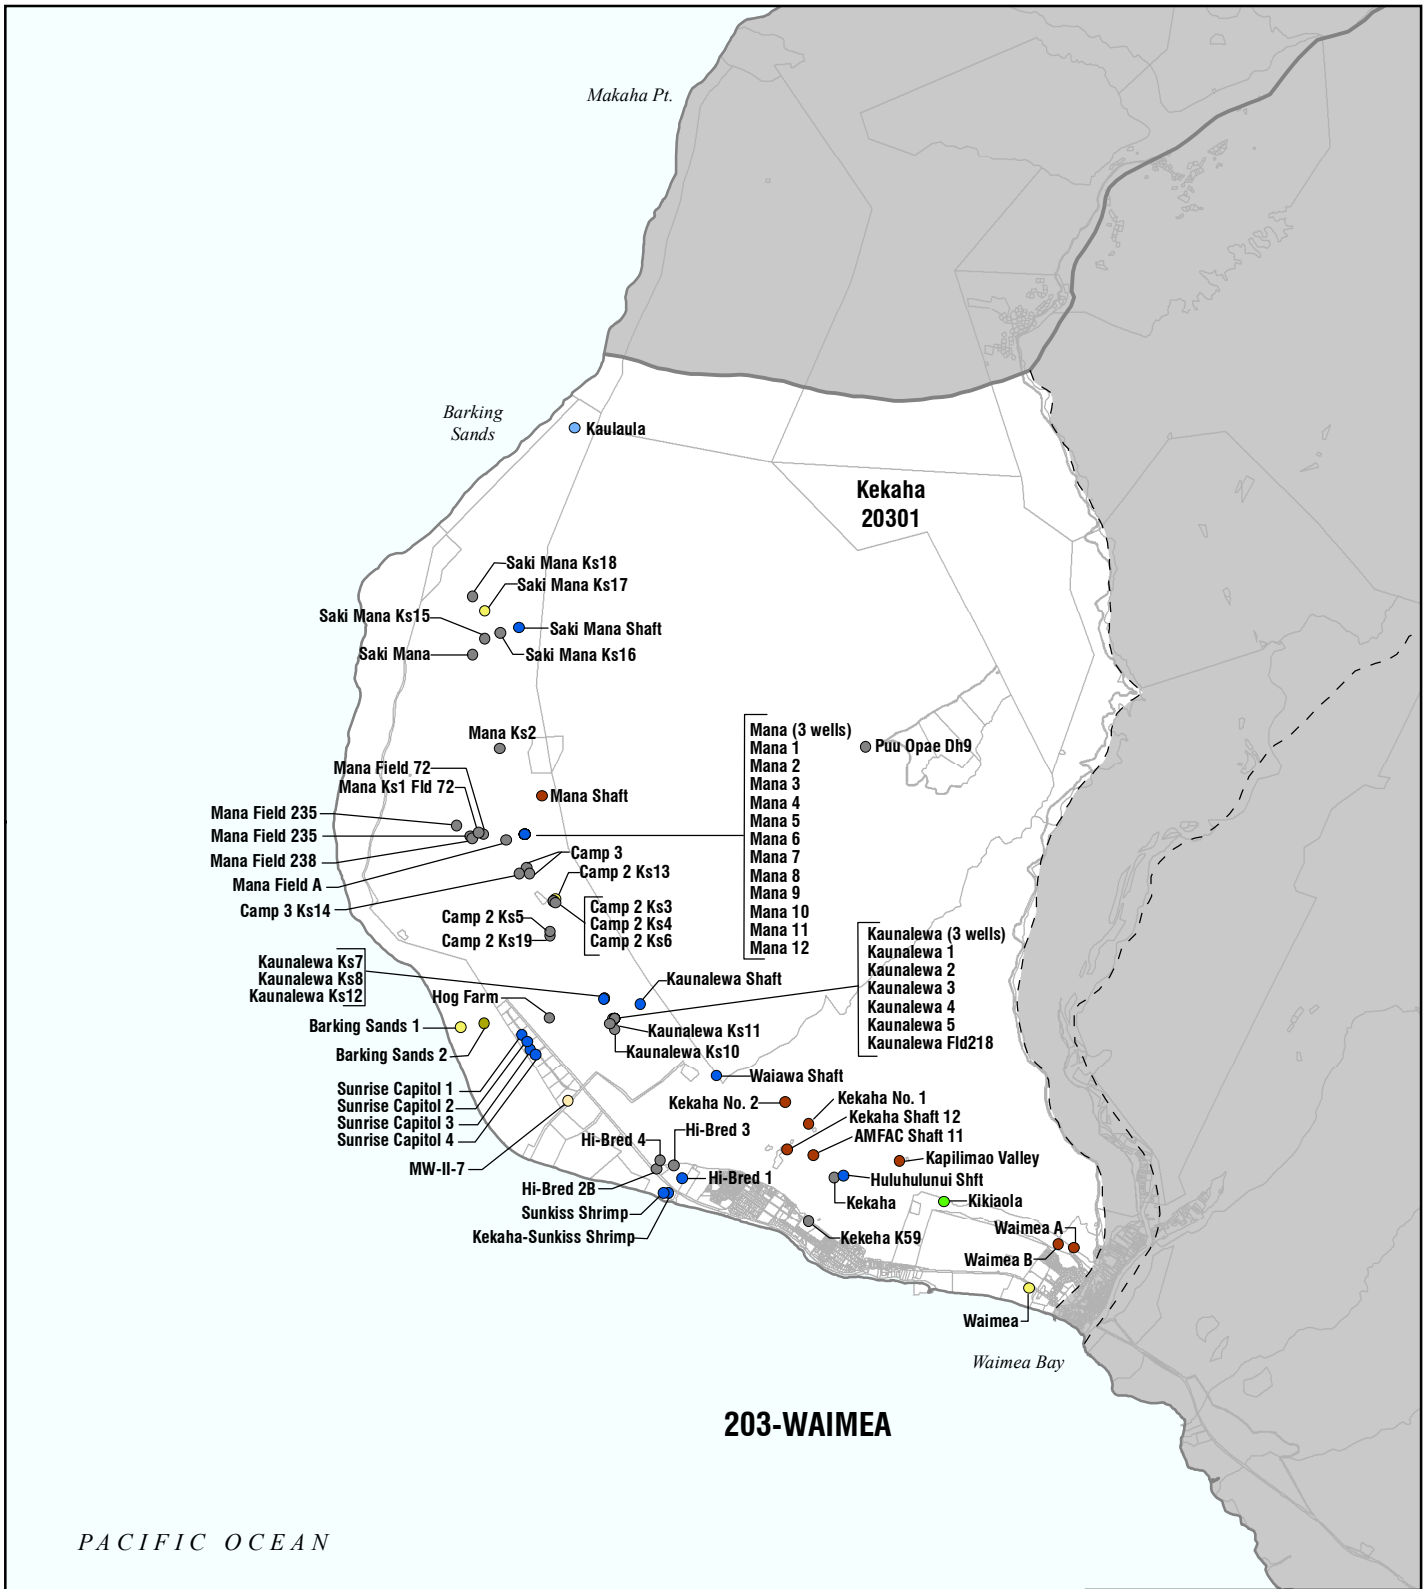 Makaha Pt.
Barking
Sands
Kaulaula
Kekaha
20301
Saki Mana Ks18
Saki Mana Ks17
Saki Mana Ks15
Saki Mana Shaft
Saki Mana
Saki Mana Ks16
Mana Ks2
Mana (3 wells)
Mana 1
Mana 2
Mana 3
Mana 4
Mana 5
Mana 6
Mana 7
Mana 8
Mana 9
Mana 10
Mana 11
Mana 12
Puu Opae Dh9
Mana Field 72
Mana Ks1 Fld 72
Mana Shaft
Mana Field 235
Mana Field 235
Mana Field 238
Mana Field A
Camp 3 Ks14
Camp 3
Camp 2 Ks13
Camp 2 Ks3
Camp 2 Ks4
Camp 2 Ks6
Camp 2 Ks5
Camp 2 Ks19
Kaunalewa (3 wells)
Kaunalewa 1
Kaunalewa 2
Kaunalewa 3
Kaunalewa 4
Kaunalewa 5
Kaunalewa Fld218
Kaunalewa Ks7
Kaunalewa Ks8
Kaunalewa Ks12
Kaunalewa Shaft
Hog Farm
Barking Sands 1
Barking Sands 2
Kaunalewa Ks11
Kaunalewa Ks10
Sunrise Capitol 1
Sunrise Capitol 2
Sunrise Capitol 3
Sunrise Capitol 4
MW-II-7
Waiawa Shaft
Kekaha No. 2
Kekaha No. 1
Kekaha Shaft 12
AMFAC Shaft 11
Kapilimao Valley
Hi-Bred 3
Hi-Bred 4
Hi-Bred 1
Hi-Bred 2B
Sunkiss Shrimp
Kekaha-Sunkiss Shrimp
Huluhulunui Shft
Kekaha
Kikiaola
Kekeha K59
Waimea A
Waimea B
Waimea
Waimea Bay
203-WAIMEA
PACIFIC OCEAN